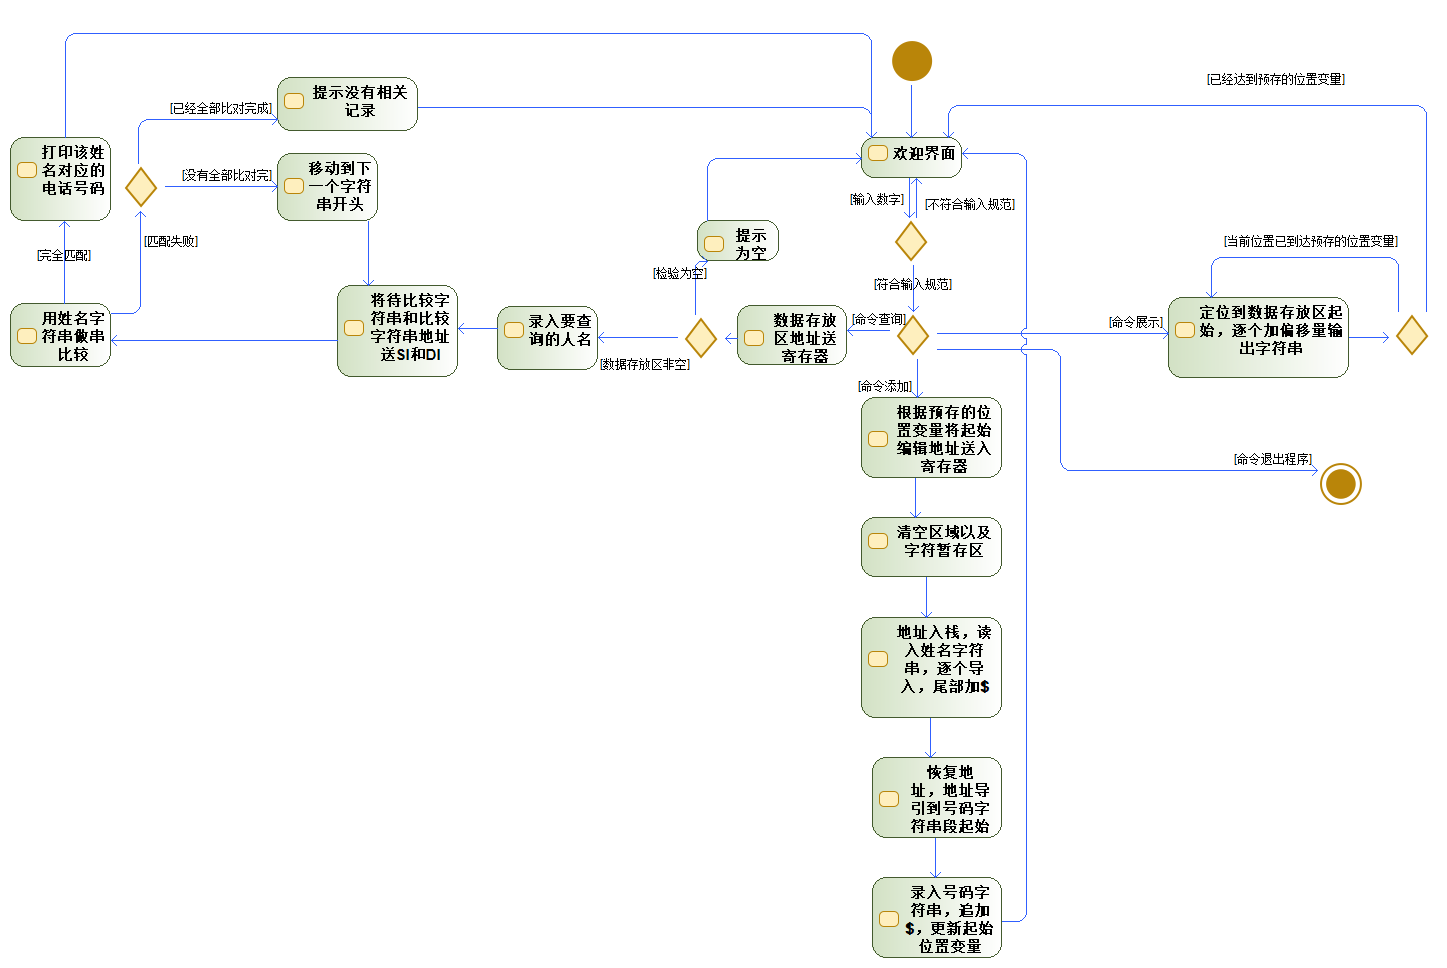 [已经达到预存的位置变量]
提示没有相关
记录
[已经全部比对完成]
打印该姓
名对应的
电话号码
欢迎界面
移动到下
一个字符
串开头
[没有全部比对完]
[输入数字]
[不符合输入规范]
提示
为空
[匹配失败]
[完全匹配]
[当前位置已到达预存的位置变量]
[检验为空]
[符合输入规范]
将待比较字
符串和比较
字符串地址
送SI和DI
用姓名字
符串做串
比较
录入要查
询的人名
数据存放
区地址送
寄存器
[命令查询]
[命令展示]
定位到数据存放区起
始，逐个加偏移量输
出字符串
[数据存放区非空]
[命令添加]
根据预存的位
置变量将起始
编辑地址送入
寄存器
[命令退出程序]
清空区域以及
字符暂存区
地址入栈，读
入姓名字符
串，逐个导
入，尾部加$
恢复地
址，地址导
引到号码字
符串段起始
录入号码字
符串，追加
$，更新起始
位置变量